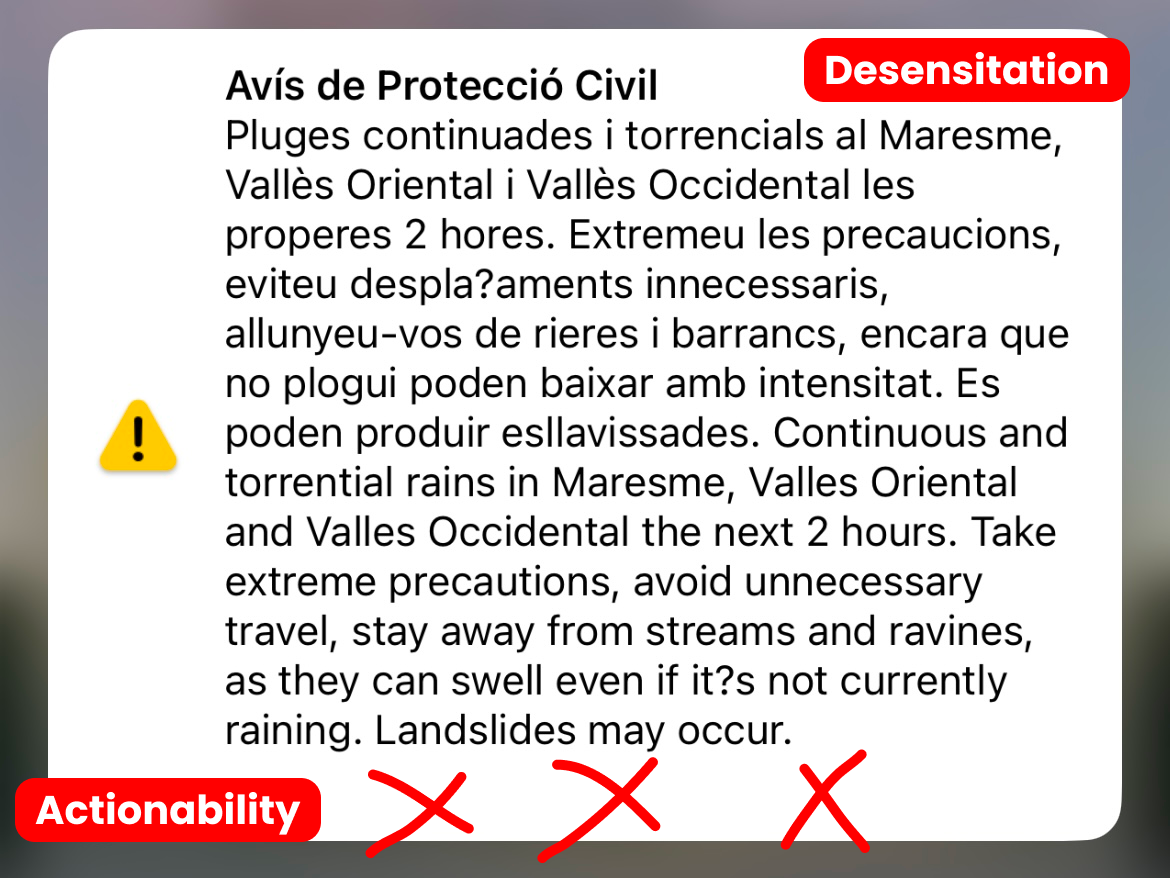 Desensitation
Avís de Protecció Civil
Pluges continuades i torrencials al Maresme,
Vallès Oriental i Vallès Occidental les
properes 2 hores. Extremeu les precaucions,
eviteu despla?aments innecessaris,
allunyeu-vos de rieres i barrancs, encara que
no plogui poden baixar amb intensitat. Es
poden produir esllavissades. Continuous and
torrential rains in Maresme, Valles Oriental
and Valles Occidental the next 2 hours. Take
extreme precautions, avoid unnecessary
travel, stay away from streams and ravines,
as they can swell even if it?s not currently
raining. Landslides may occur.
Actionability